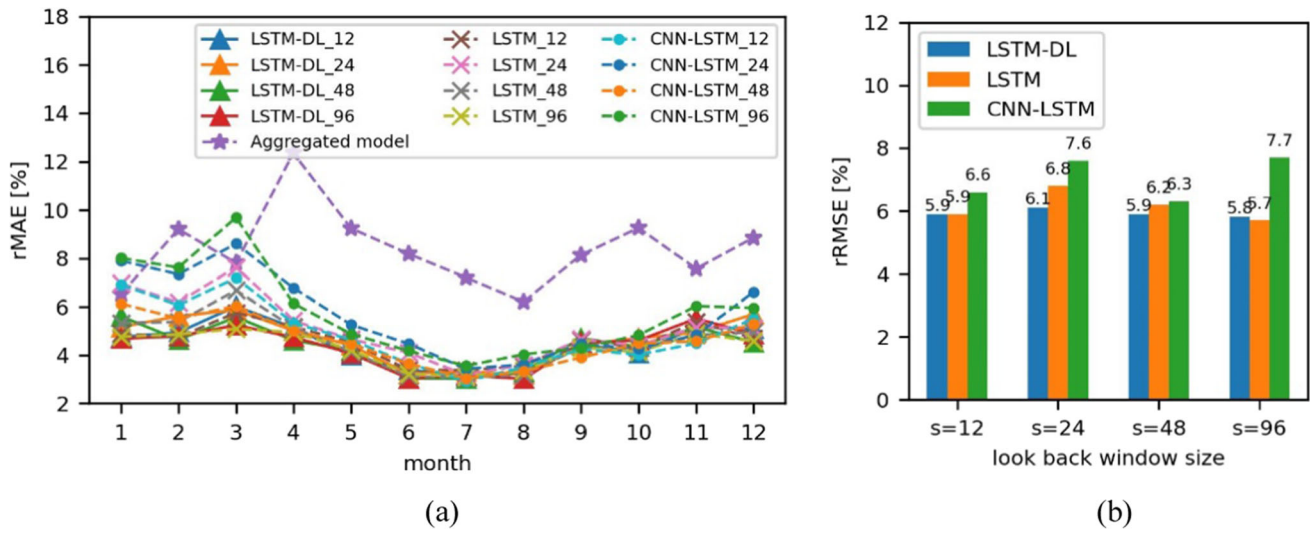 18
16
14
12
10
8
6
4
2
rMAE [%]
LSTM-DL_12
LSTM-DL_24
LSTM-DL_48
LSTM-DL_96
Aggregated model
LSTM_12
LSTM_24
LSTM_48
LSTM_96
CNN-LSTM_12
CNN-LSTM_24
CNN-LSTM_48
CNN-LSTM_96
1 2 3 4 5 6 7 8 9 10 11 12
month
(a)
12
10
8
6
4
2
0
rRMSE [%]
LSTM-DL
LSTM
CNN-LSTM
5.9 5.9 6.6
6.1 6.8 7.6
5.9 6.2 6.3
5.8 5.7 7.7
s=12 s=24 s=48 s=96
look back window size
(b)